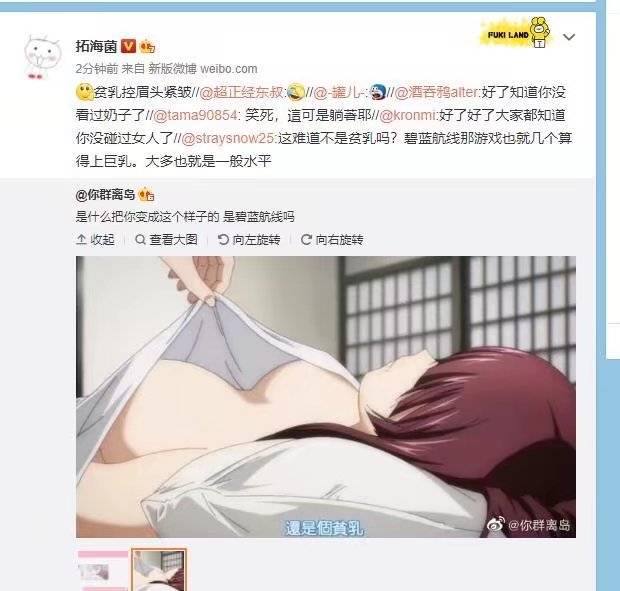 FUKI LAND
拓海菌
2分钟前 来自 新版微博 weibo.com
贫乳控眉头紧皱//@超正经东叔://@-讙儿-://@酒吞鸦alter:好了知道你没
看过奶子了//@tama90854: 笑死，這可是躺著耶//@kronmi:好了好了大家都知道
你没碰过女人了//@straysnow25:这难道不是贫乳吗？碧蓝航线那游戏也就几个算
得上巨乳。大多也就是一般水平
@你群离岛
是什么把你变成这个样子的 是碧蓝航线吗
收起 查看大图 向左旋转 向右旋转
還是個貧乳
@你群离岛